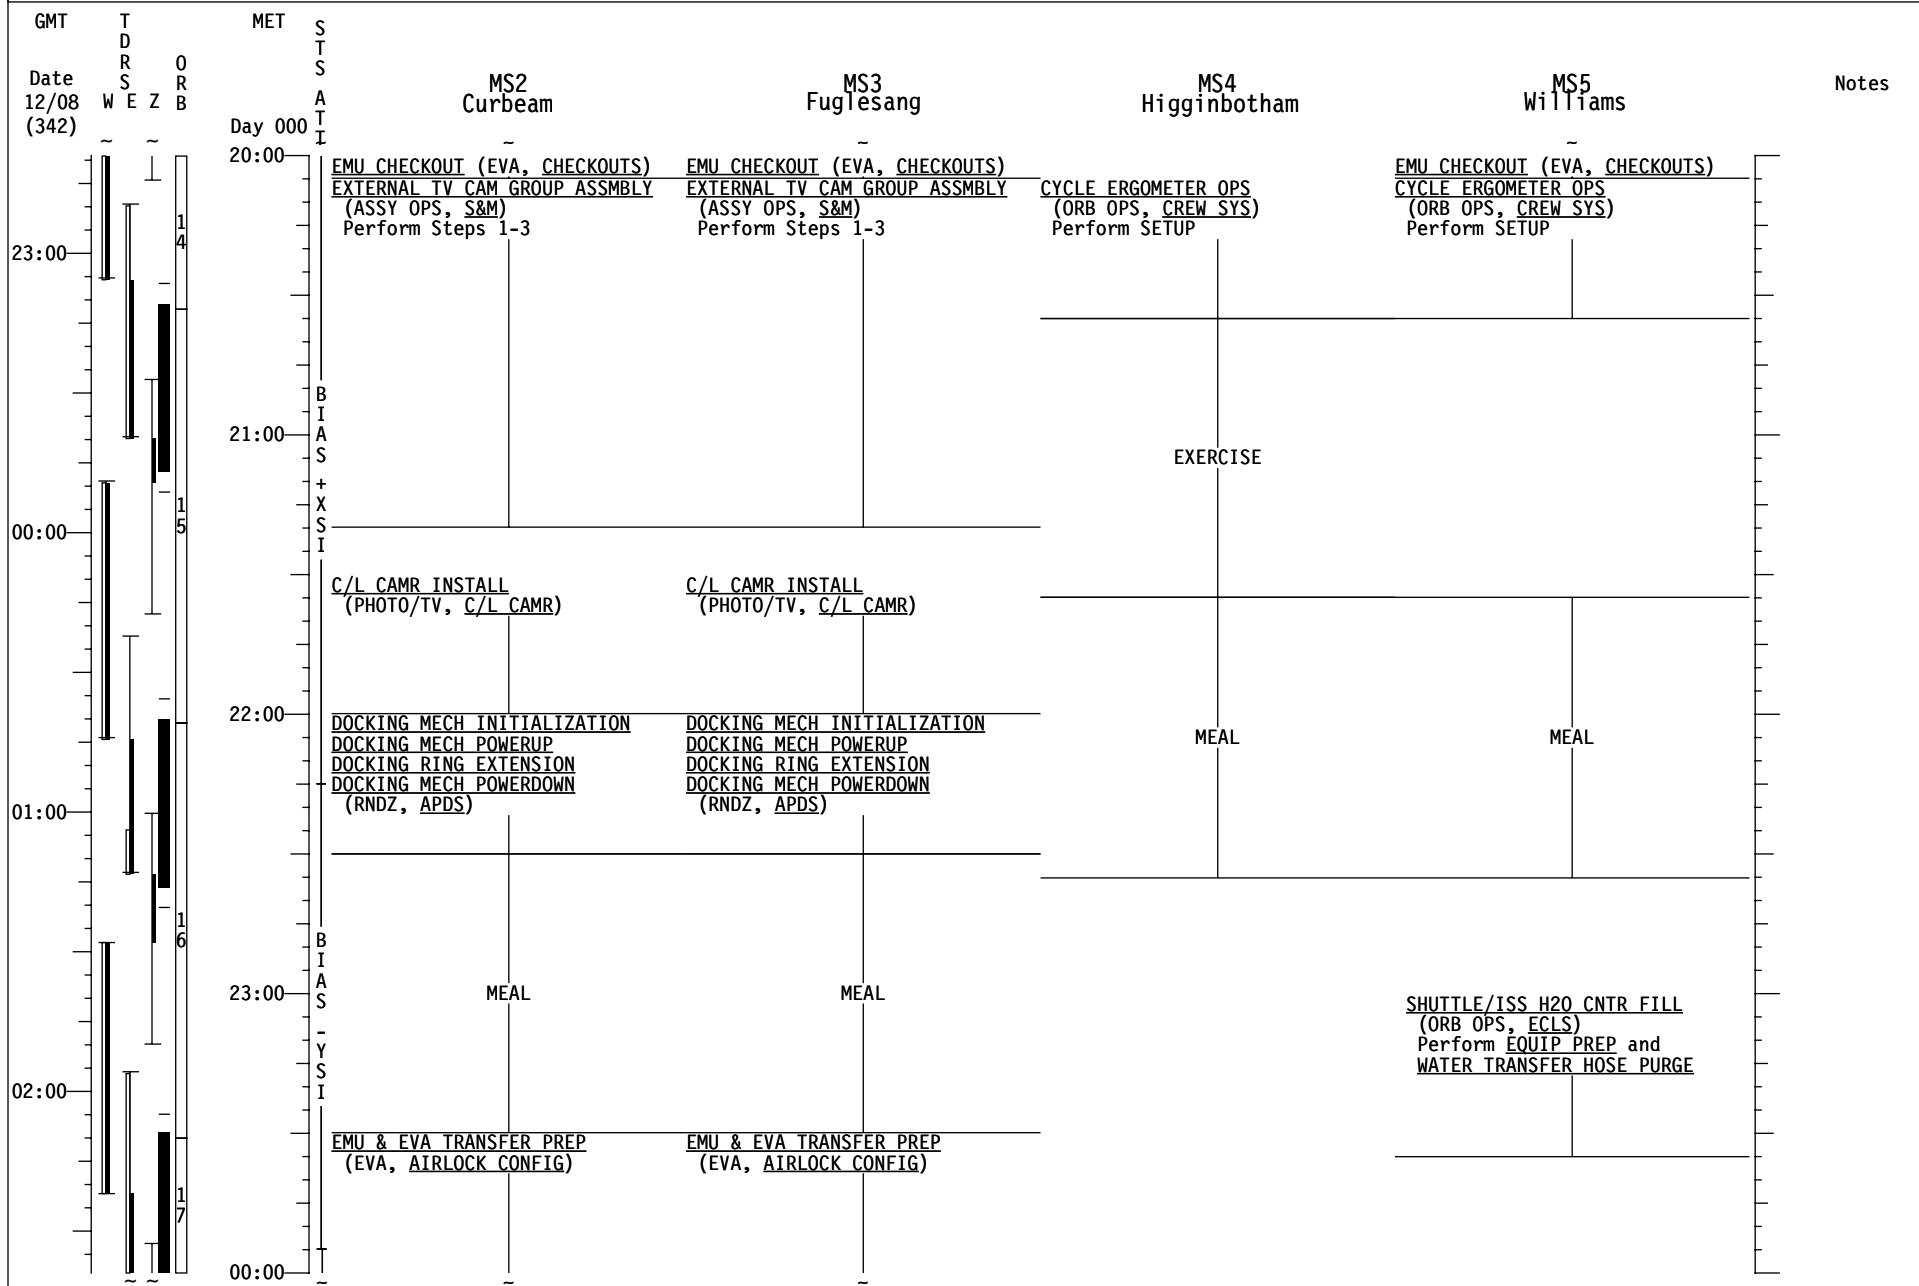 GMT
TDRS
MET
STS ATT
ORB
Date
12/08
(342)
W E Z
Day 000
MS2
Curbeam
MS3
Fuglesang
MS4
Higginbotham
MS5
Williams
Notes
20:00
EMU CHECKOUT (EVA, CHECKOUTS)
EXTERNAL TV CAM GROUP ASSMBLY
(ASSY OPS, S&M)
Perform Steps 1-3
EMU CHECKOUT (EVA, CHECKOUTS)
EXTERNAL TV CAM GROUP ASSMBLY
(ASSY OPS, S&M)
Perform Steps 1-3
CYCLE ERGOMETER OPS
(ORB OPS, CREW SYS)
Perform SETUP
EMU CHECKOUT (EVA, CHECKOUTS)
CYCLE ERGOMETER OPS
(ORB OPS, CREW SYS)
Perform SETUP
14
23:00
BIAS +XSI
21:00
EXERCISE
15
00:00
C/L CAMR INSTALL
(PHOTO/TV, C/L CAMR)
C/L CAMR INSTALL
(PHOTO/TV, C/L CAMR)
22:00
DOCKING MECH INITIALIZATION
DOCKING MECH POWERUP
DOCKING RING EXTENSION
DOCKING MECH POWERDOWN
(RNDZ, APDS)
DOCKING MECH INITIALIZATION
DOCKING MECH POWERUP
DOCKING RING EXTENSION
DOCKING MECH POWERDOWN
(RNDZ, APDS)
MEAL
MEAL
01:00
16
BIAS -YSI
23:00
MEAL
MEAL
SHUTTLE/ISS H2O CNTR FILL
(ORB OPS, ECLS)
Perform EQUIP PREP and
WATER TRANSFER HOSE PURGE
02:00
EMU & EVA TRANSFER PREP
(EVA, AIRLOCK CONFIG)
EMU & EVA TRANSFER PREP
(EVA, AIRLOCK CONFIG)
17
00:00